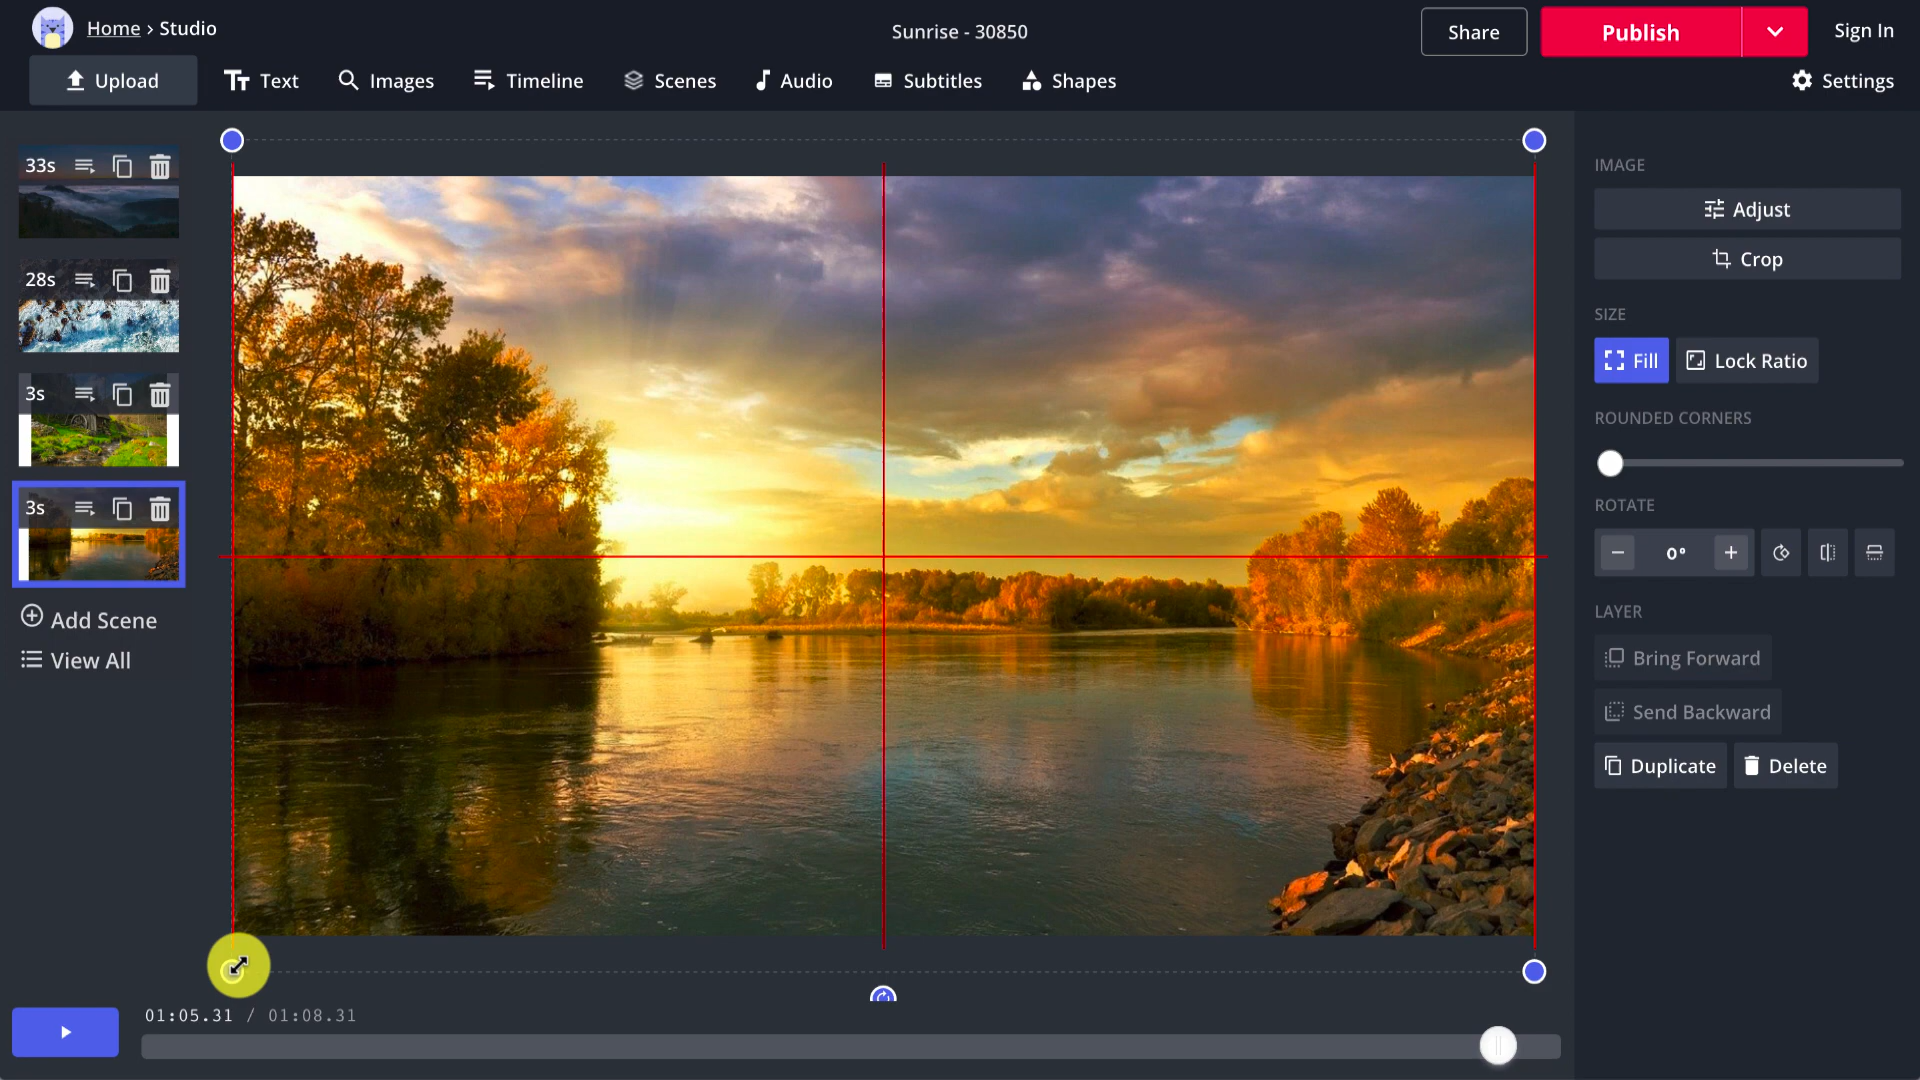 Home › Studio
Sunrise - 30850
Share
Publish
Sign In
Upload
Text
Images
Timeline
Scenes
Audio
Subtitles
Shapes
Settings
33s
28s
3s
3s
Add Scene
View All
IMAGE
Adjust
Crop
SIZE
Fill
Lock Ratio
ROUNDED CORNERS
ROTATE
0°
LAYER
Bring Forward
Send Backward
Duplicate
Delete
01:05.31 / 01:08.31